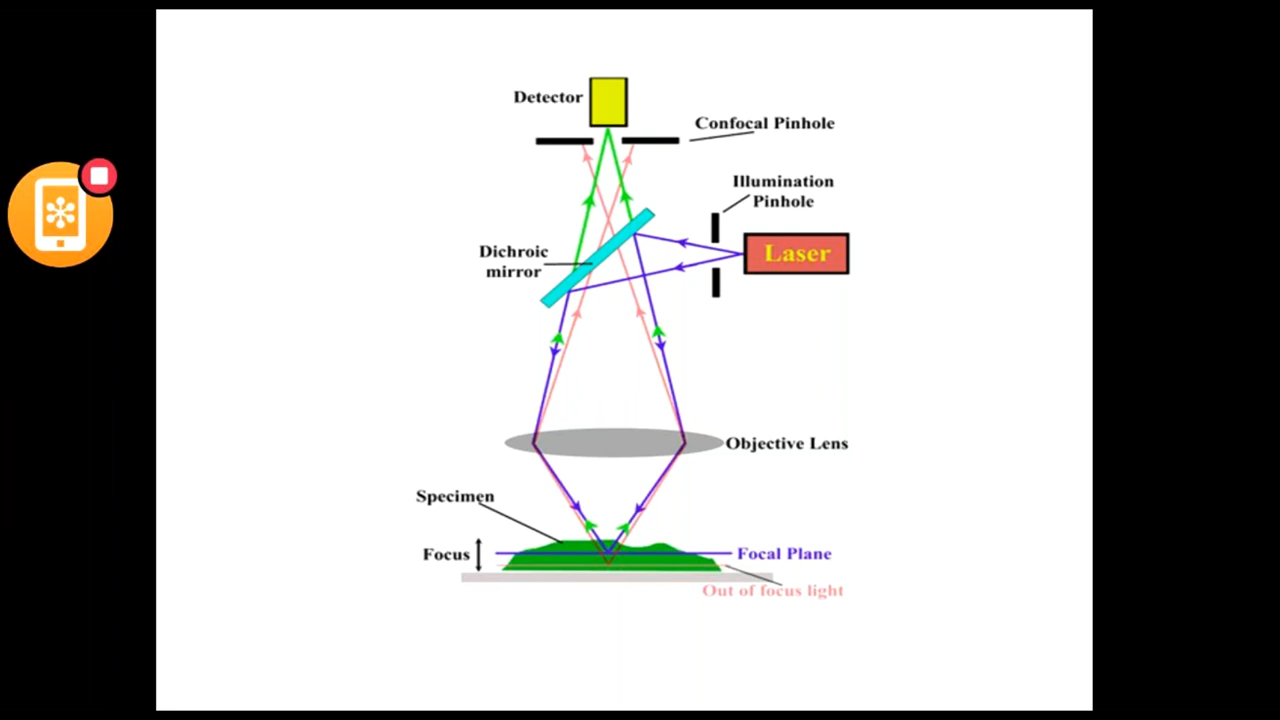 Detector
Confocal Pinhole
Illumination
Pinhole
Dichroic
mirror
Laser
Objective Lens
Specimen
Focus
Focal Plane
Out of focus light